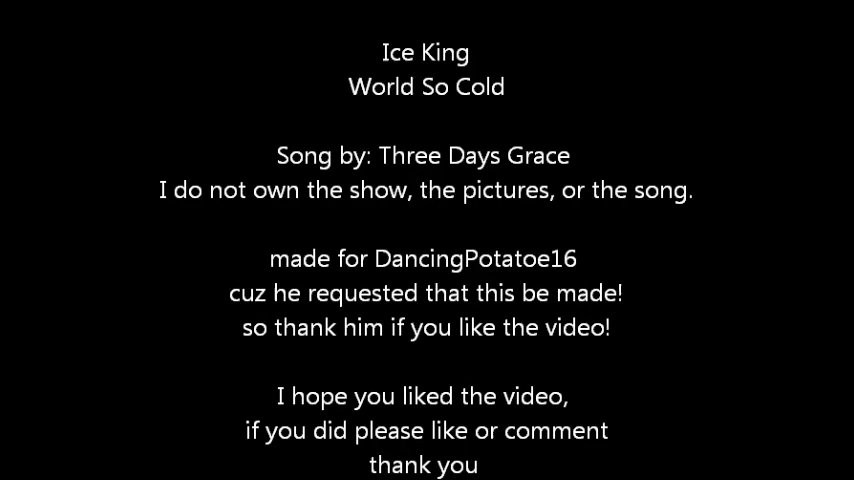 Ice King
World So Cold
Song by: Three Days Grace
I do not own the show, the pictures, or the song.
made for DancingPotatoe16
cuz he requested that this be made!
so thank him if you like the video!
I hope you liked the video,
if you did please like or comment
thank you